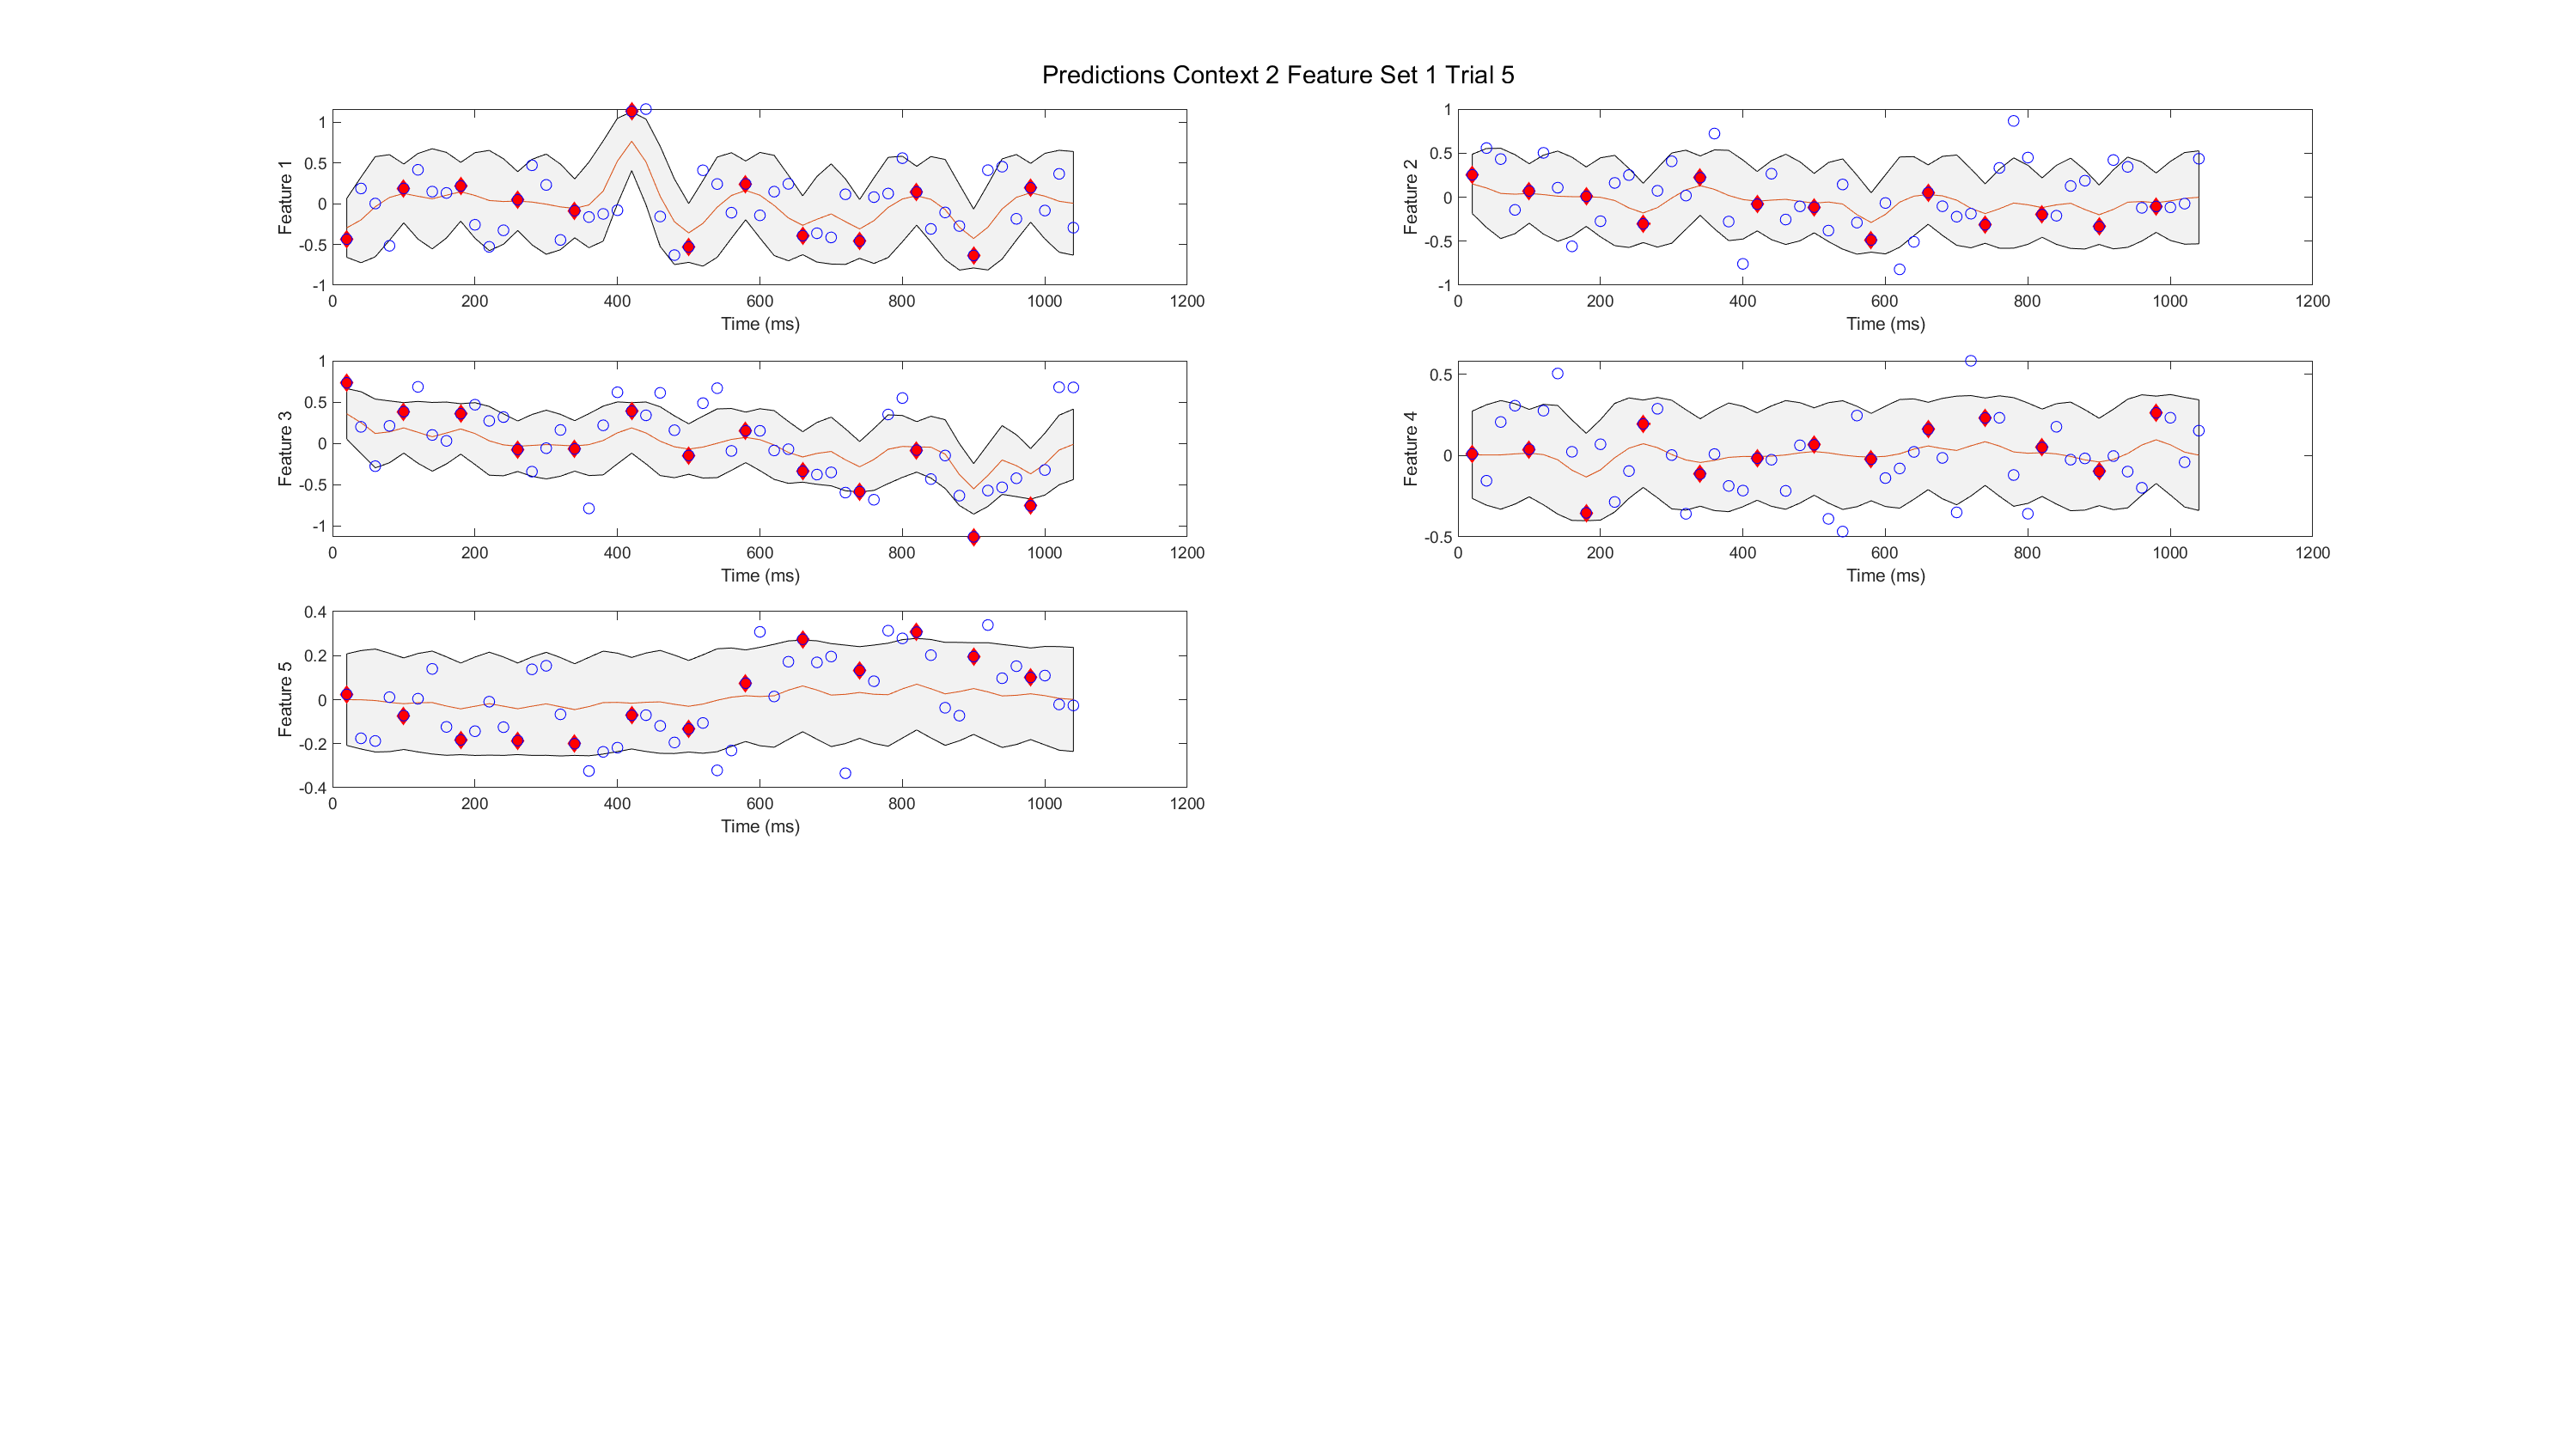 Predictions Context 2 Feature Set 1 Trial 5
Feature 1
1
0.5
0
-0.5
-1
0 200 400 600 800 1000 1200
Time (ms)
Feature 2
1
0.5
0
-0.5
-1
0 200 400 600 800 1000 1200
Time (ms)
Feature 3
1
0.5
0
-0.5
-1
0 200 400 600 800 1000 1200
Time (ms)
Feature 4
0.5
0
-0.5
0 200 400 600 800 1000 1200
Time (ms)
Feature 5
0.4
0.2
0
-0.2
-0.4
0 200 400 600 800 1000 1200
Time (ms)